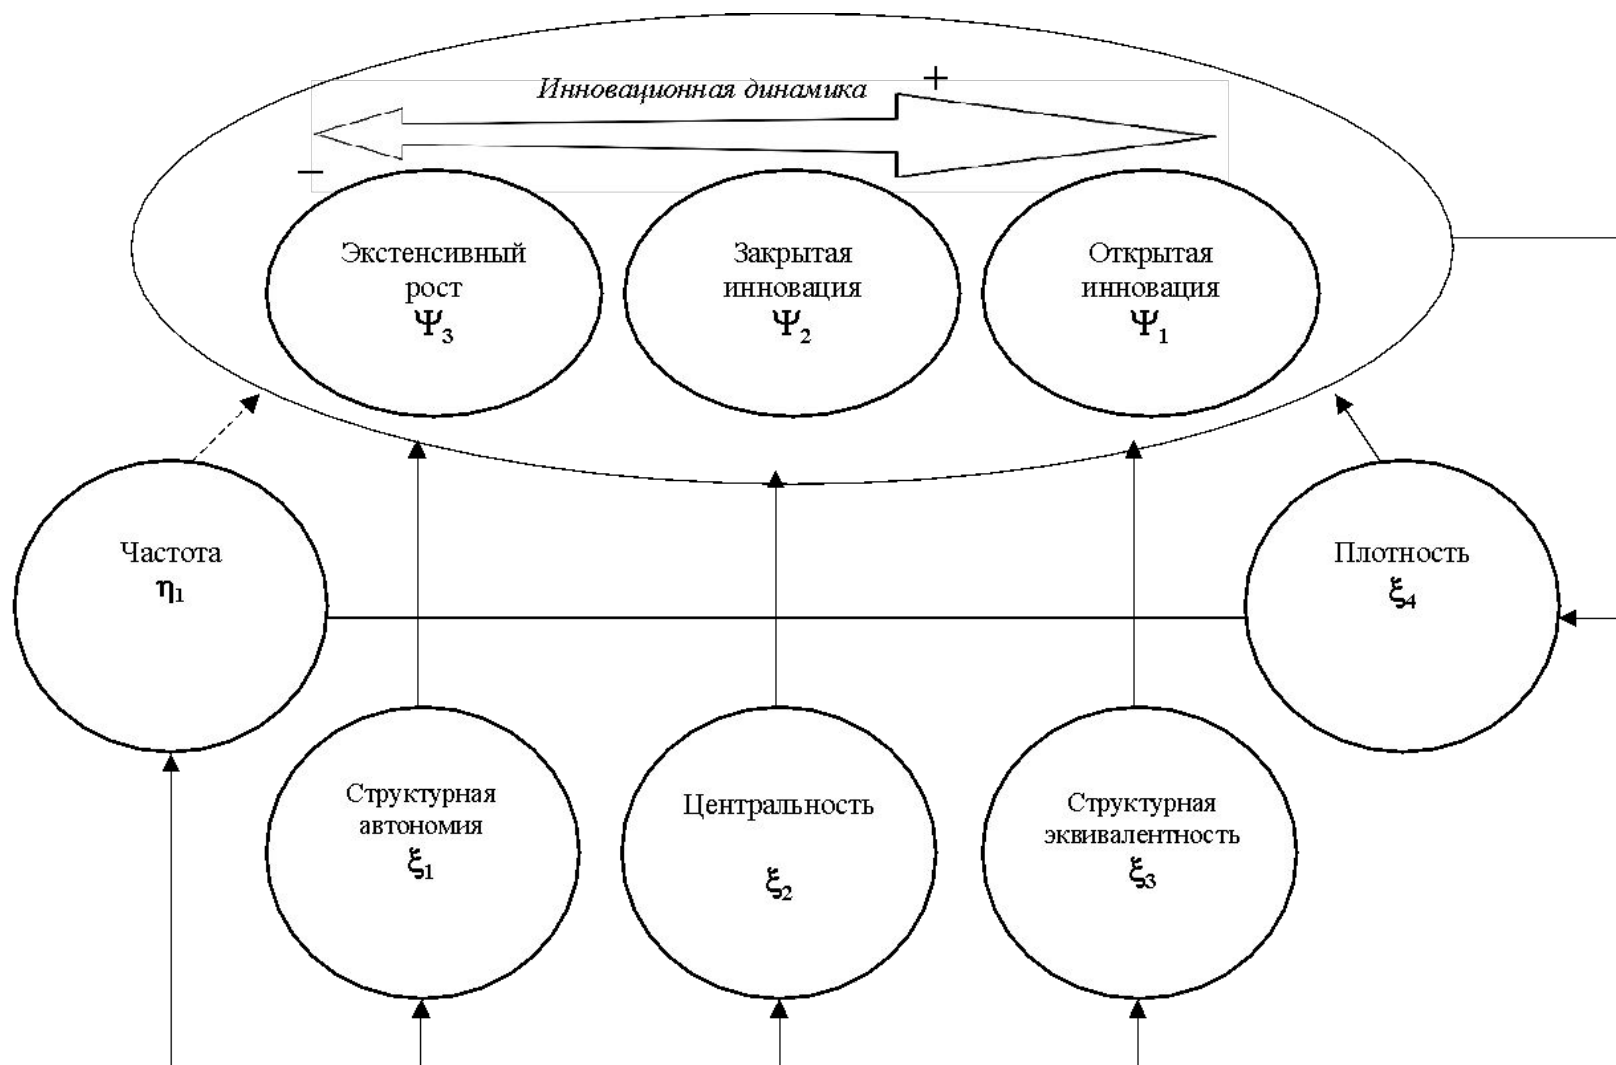 Инновационная динамика
+
−
Экстенсивный
рост
Ψ3
Закрытая
инновация
Ψ2
Открытая
инновация
Ψ1
Частота
η1
Плотность
ξ4
Структурная
автономия
ξ1
Центральность
ξ2
Структурная
эквивалентность
ξ3